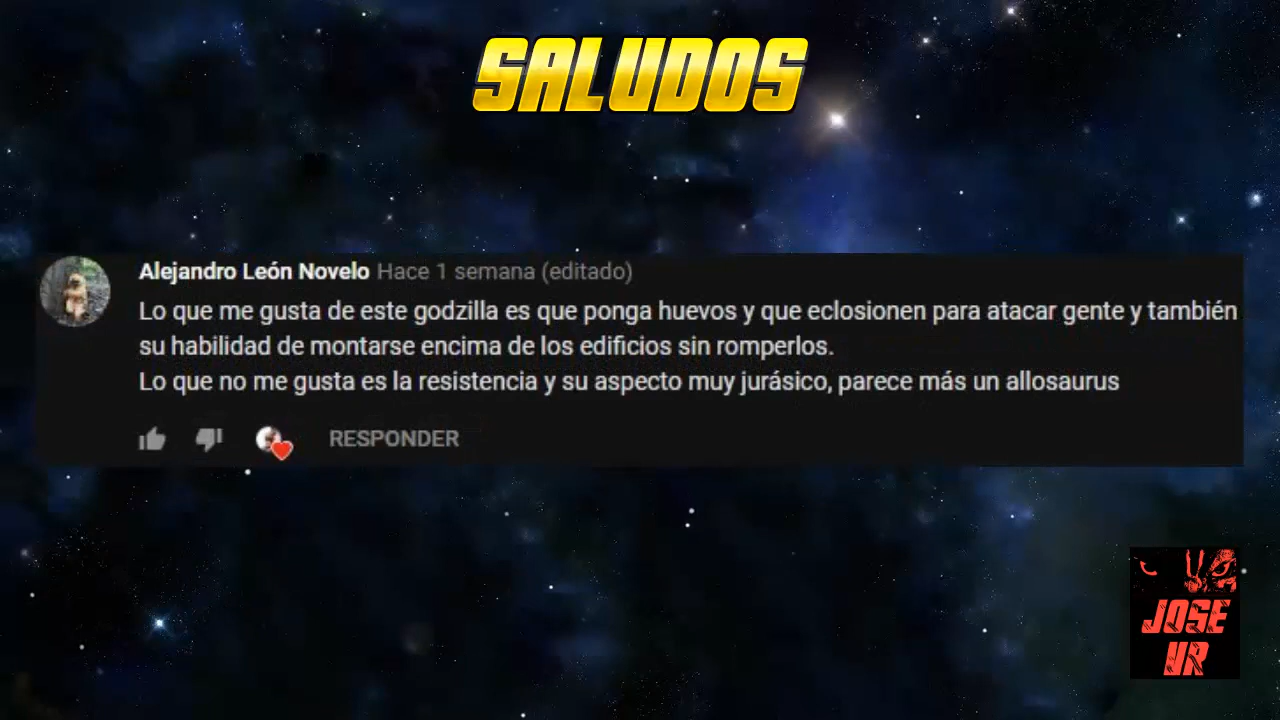 SALUDOS
Alejandro León Novelo Hace 1 semana (editado)
Lo que me gusta de este godzilla es que ponga huevos y que eclosionen para atacar gente y también
su habilidad de montarse encima de los edificios sin romperlos.
Lo que no me gusta es la resistencia y su aspecto muy jurásico, parece más un allosaurus
RESPONDER
JOSE
VR